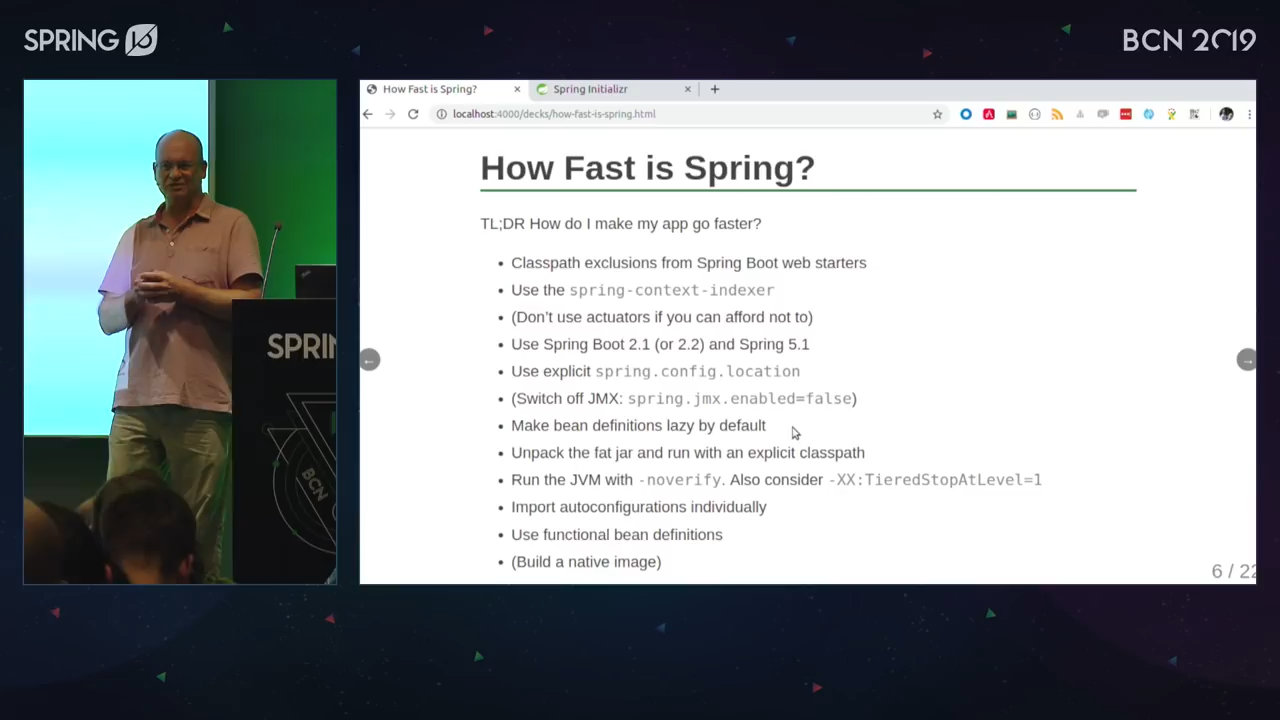 SPRING IO
BCN 2019
How Fast is Spring?
Spring Initializr
localhost:4000/decks/how-fast-is-spring.html
How Fast is Spring?
TL;DR How do I make my app go faster?
• Classpath exclusions from Spring Boot web starters
• Use the spring-context-indexer
• (Don’t use actuators if you can afford not to)
• Use Spring Boot 2.1 (or 2.2) and Spring 5.1
• Use explicit spring.config.location
• (Switch off JMX: spring.jmx.enabled=false)
• Make bean definitions lazy by default
• Unpack the fat jar and run with an explicit classpath
• Run the JVM with -noverify. Also consider -XX:TieredStopAtLevel=1
• Import autoconfigurations individually
• Use functional bean definitions
• (Build a native image)
6 / 22
SPRIN
BCN